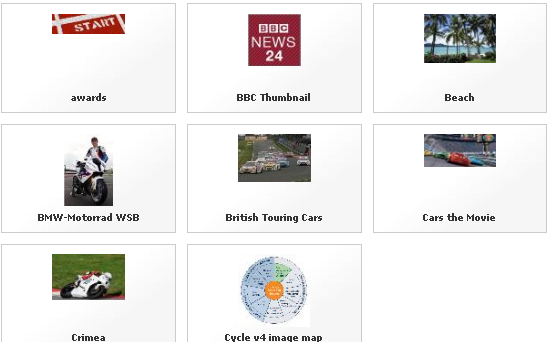 START
awards
BBC
NEWS
24
BBC Thumbnail
Beach
BMW-Motorrad WSB
British Touring Cars
Cars the Movie
Crimea
Cycle v4 image map